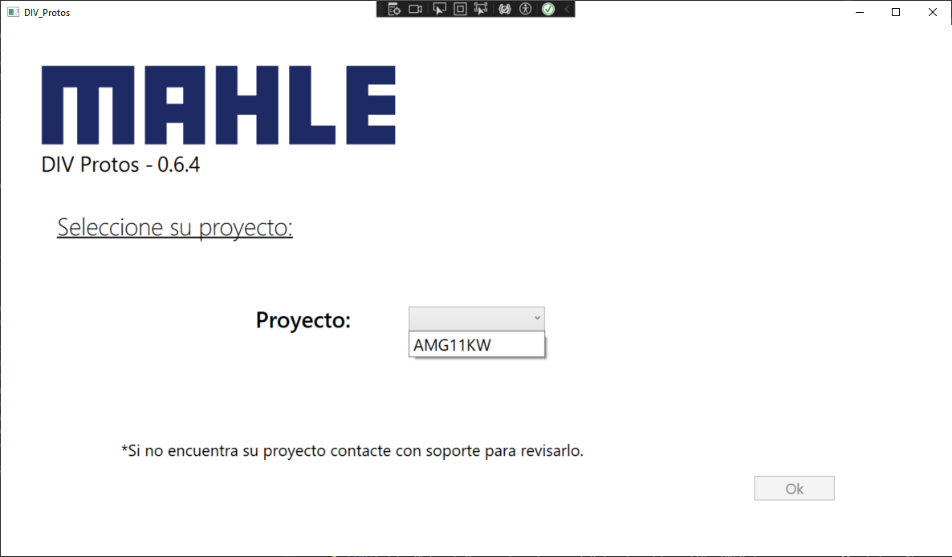 DIV_Protos
MAHLE
DIV Protos - 0.6.4
Seleccione su proyecto:
Proyecto:
AMG11KW
*Si no encuentra su proyecto contacte con soporte para revisarlo.
Ok